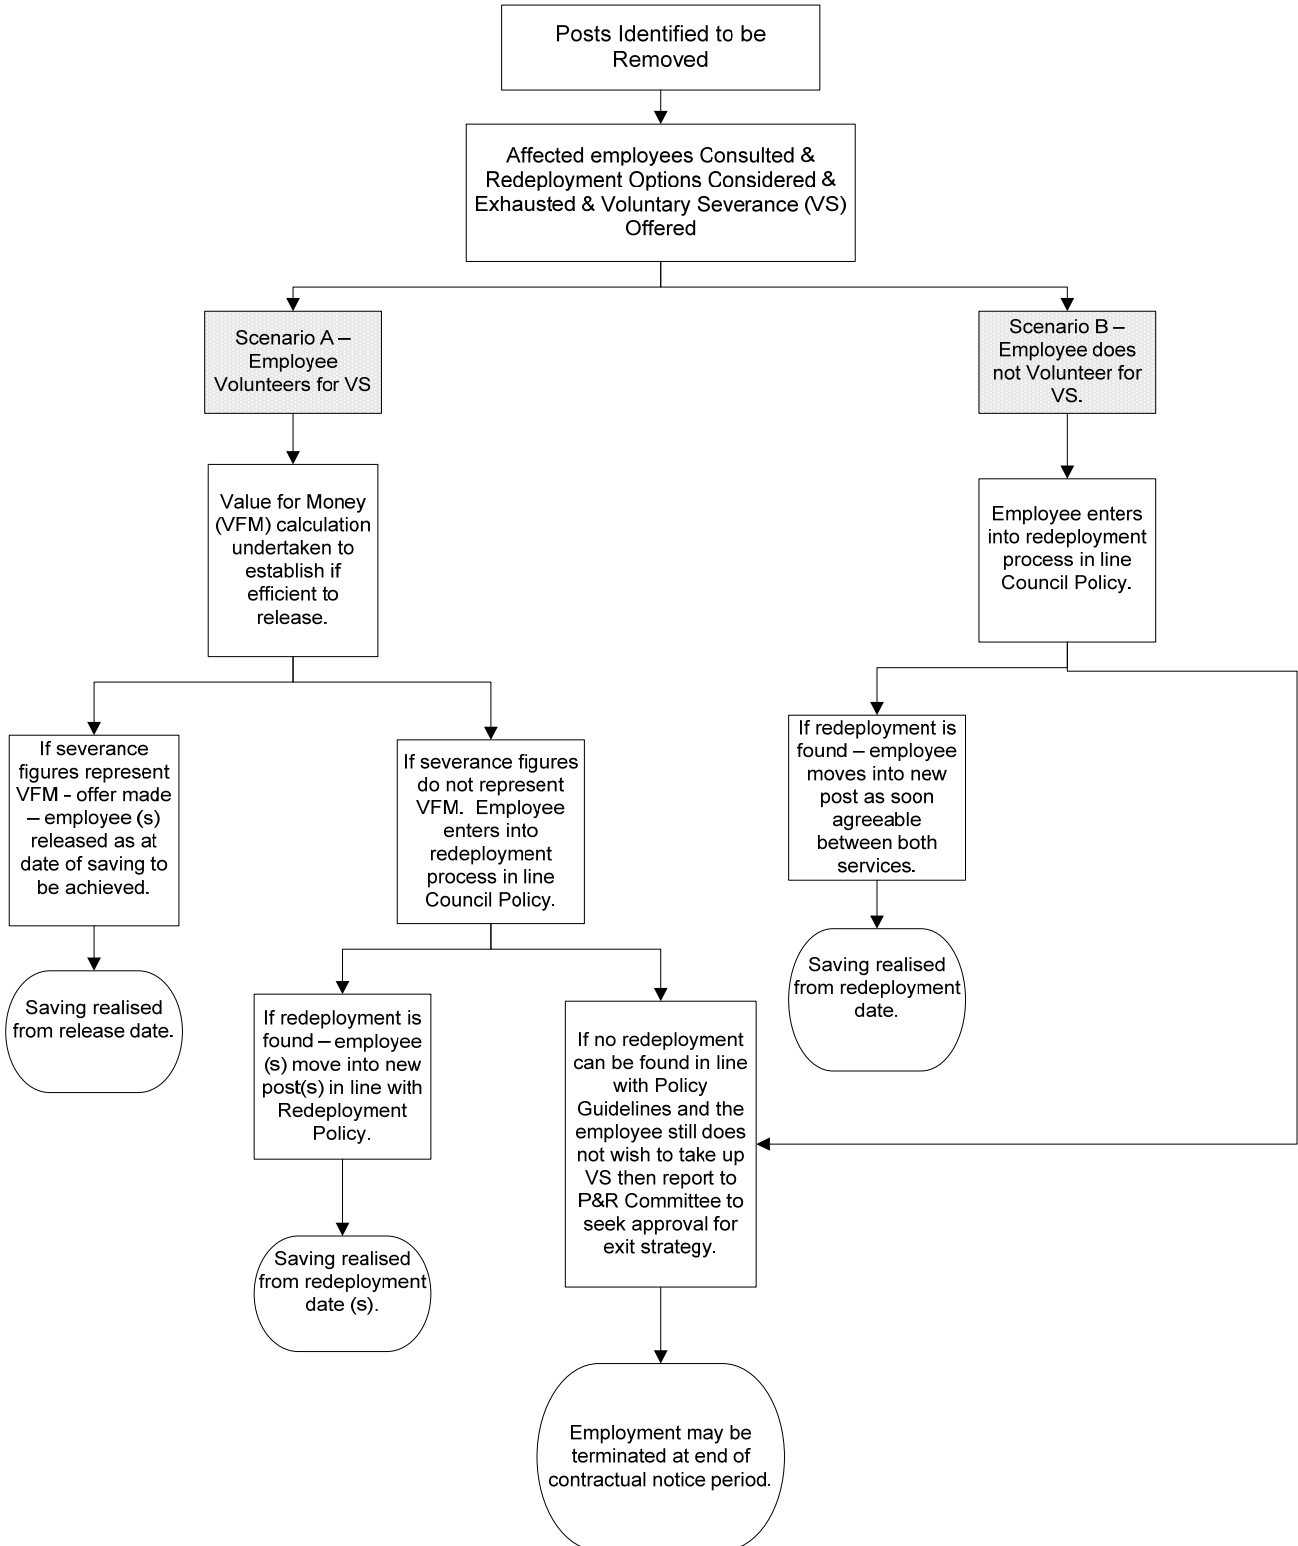 Posts Identified to be
Removed
Affected employees Consulted &
Redeployment Options Considered &
Exhausted & Voluntary Severance (VS)
Offered
Scenario A –
Employee
Volunteers for VS
Scenario B –
Employee does
not Volunteer for
VS.
Value for Money
(VFM) calculation
undertaken to
establish if
efficient to
release.
Employee enters
into redeployment
process in line
Council Policy.
If severance
figures represent
VFM - offer made
– employee (s)
released as at
date of saving to
be achieved.
If severance figures
do not represent
VFM.  Employee
enters into
redeployment
process in line
Council Policy.
If redeployment is
found – employee
moves into new
post as soon
agreeable
between both
services.
Saving realised
from release date.
If redeployment is
found – employee
(s) move into new
post(s) in line with
Redeployment
Policy.
If no redeployment
can be found in line
with Policy
Guidelines and the
employee still does
not wish to take up
VS then report to
P&R Committee to
seek approval for
exit strategy.
Saving realised
from redeployment
date.
Saving realised
from redeployment
date (s).
Employment may be
terminated at end of
contractual notice period.